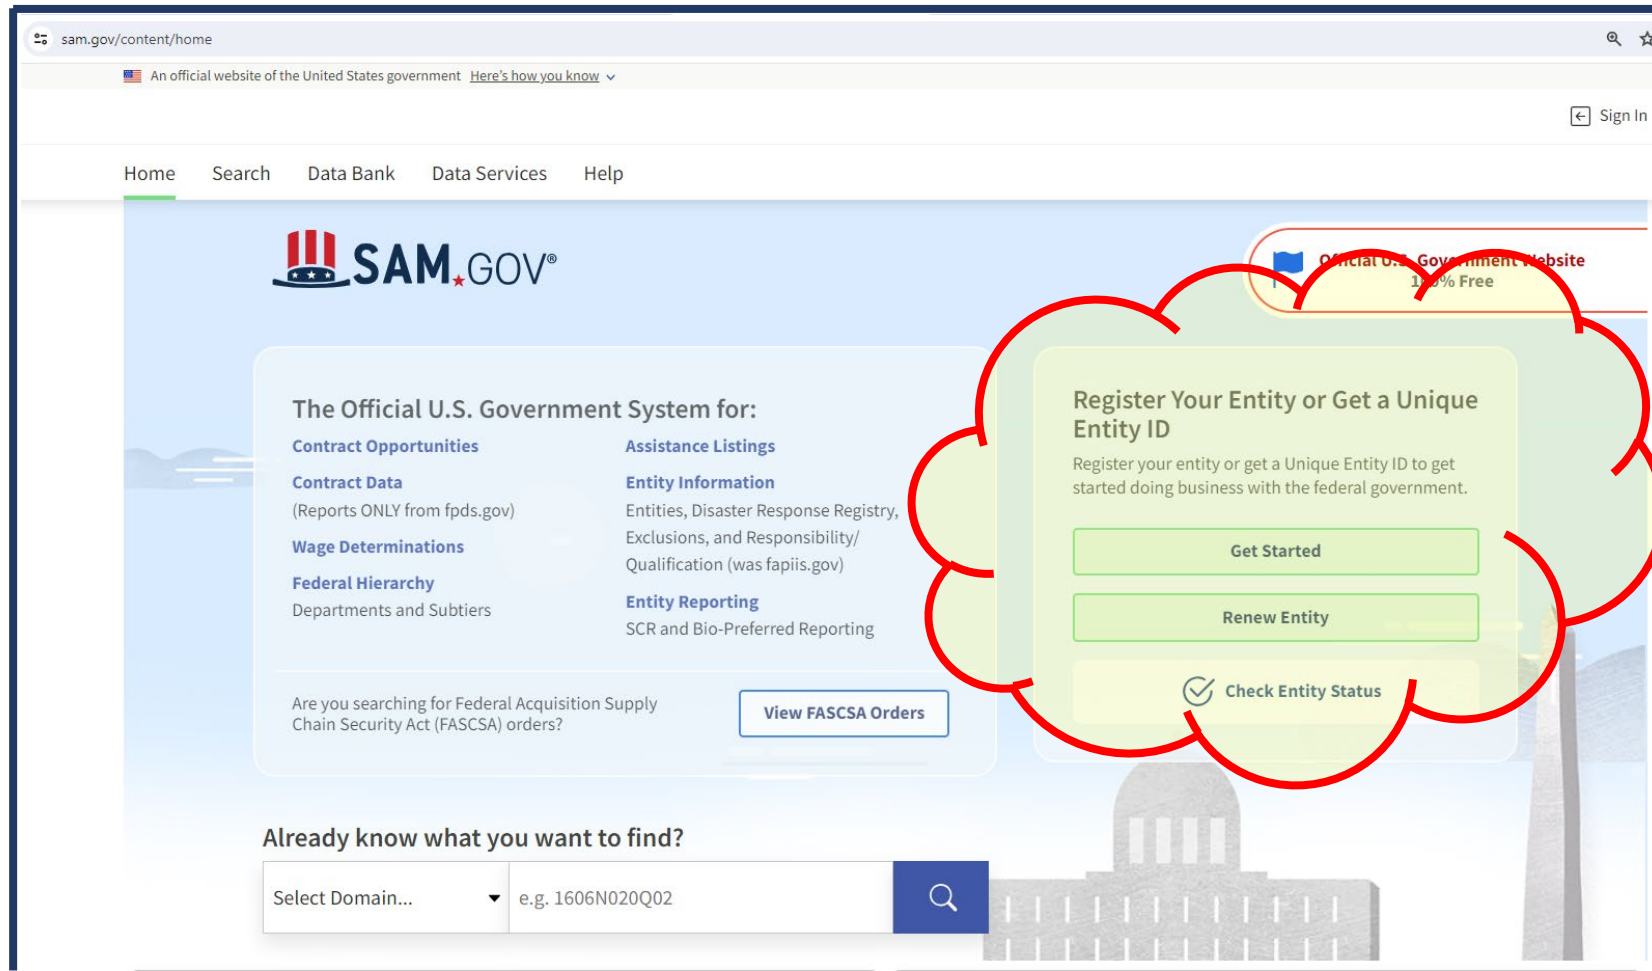 sam.gov/content/home
An official website of the United States government Here's how you know
Sign In
Home Search Data Bank Data Services Help
SAM.GOV®
Official U.S. Government Website
100% Free
The Official U.S. Government System for:
Contract Opportunities
Contract Data
(Reports ONLY from fpds.gov)
Wage Determinations
Federal Hierarchy
Departments and Subtiers
Assistance Listings
Entity Information
Entities, Disaster Response Registry,
Exclusions, and Responsibility/
Qualification (was fapiis.gov)
Entity Reporting
SCR and Bio-Preferred Reporting
Are you searching for Federal Acquisition Supply
Chain Security Act (FASCSA) orders?
View FASCSA Orders
Register Your Entity or Get a Unique
Entity ID
Register your entity or get a Unique Entity ID to get
started doing business with the federal government.
Get Started
Renew Entity
Check Entity Status
Already know what you want to find?
Select Domain... e.g. 1606N020Q02